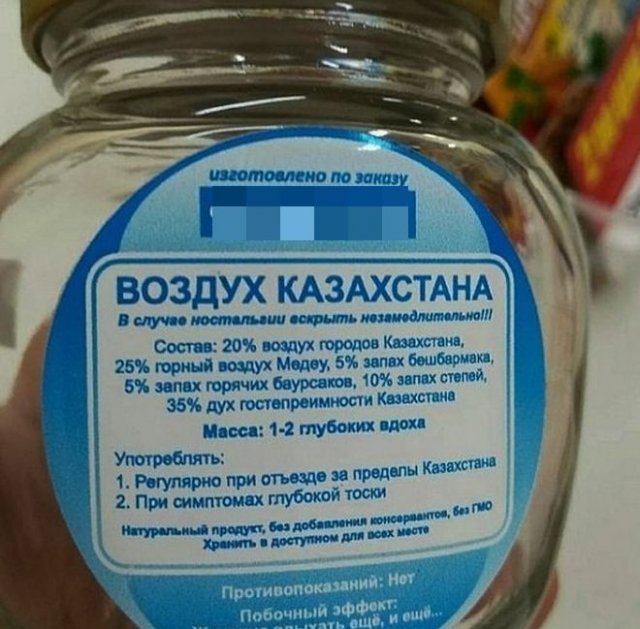 изготовлено по заказу
ВОЗДУХ КАЗАХСТАНА
В случае ностальгии вскрыть незамедлительно!!!
Состав: 20% воздух городов Казахстана,
25% горный воздух Медеу, 5% запах бешбармака,
5% запах горячих баурсаков, 10% запах степей,
35% дух гостеприимности Казахстана
Масса: 1-2 глубоких вдоха
Употреблять:
1. Регулярно при отъезде за пределы Казахстана
2. При симптомах глубокой тоски
Натуральный продукт, без добавления консервантов, без ГМО
Хранить в доступном для всех месте
Противопоказаний: Нет
Побочный эффект:
ещё, и ещё...